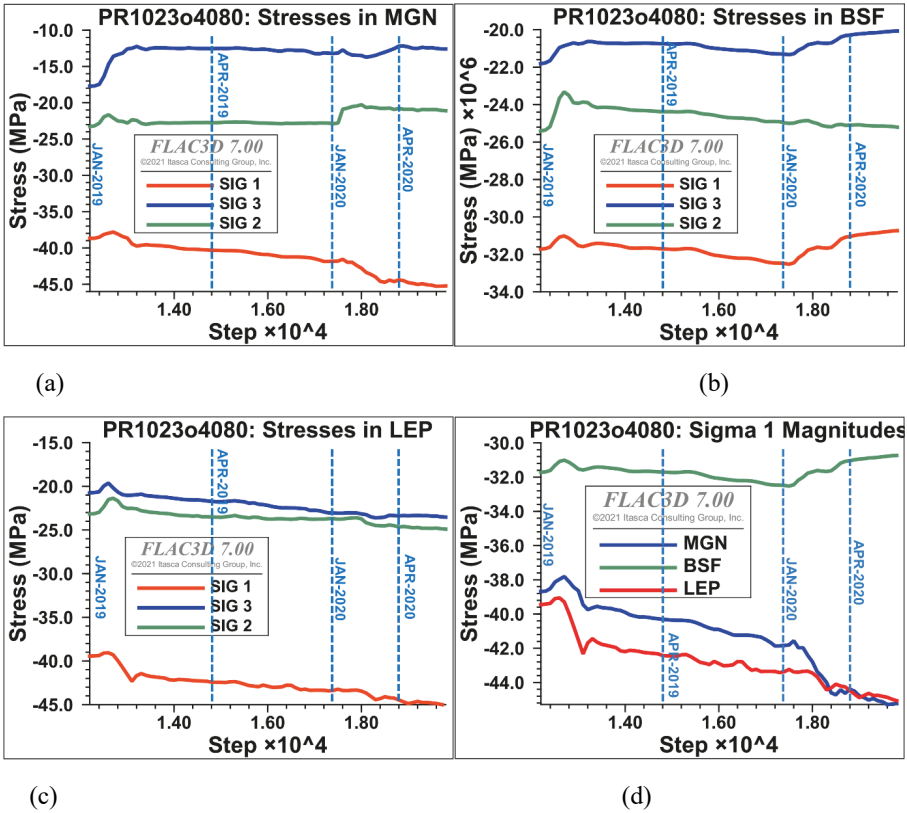 PR1023o4080: Stresses in MGN
-10.0
-15.0
-20.0
-25.0
-30.0
-35.0
-40.0
-45.0
Stress (MPa)
JAN-2019
APR-2019
JAN-2020
APR-2020
FLAC3D 7.00
©2021 Itasca Consulting Group, Inc.
SIG 1
SIG 3
SIG 2
1.40 1.60 1.80
Step ×10^4
(a)
PR1023o4080: Stresses in BSF
-20.0
-22.0
-24.0
-26.0
-28.0
-30.0
-32.0
-34.0
Stress (MPa) ×10^6
JAN-2019
APR-2019
JAN-2020
APR-2020
FLAC3D 7.00
©2021 Itasca Consulting Group, Inc.
SIG 1
SIG 3
SIG 2
1.40 1.60 1.80
Step ×10^4
(b)
PR1023o4080: Stresses in LEP
-15.0
-20.0
-25.0
-30.0
-35.0
-40.0
-45.0
Stress (MPa)
JAN-2019
APR-2019
JAN-2020
APR-2020
FLAC3D 7.00
©2021 Itasca Consulting Group, Inc.
SIG 1
SIG 3
SIG 2
1.40 1.60 1.80
Step ×10^4
(c)
PR1023o4080: Sigma 1 Magnitudes
-30.0
-32.0
-34.0
-36.0
-38.0
-40.0
-42.0
-44.0
Stress (MPa)
JAN-2019
APR-2019
JAN-2020
APR-2020
FLAC3D 7.00
©2021 Itasca Consulting Group, Inc.
MGN
BSF
LEP
1.40 1.60 1.80
Step ×10^4
(d)